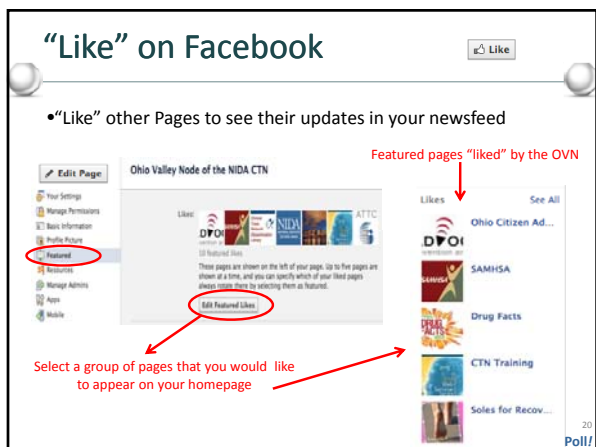 “Like” on Facebook
Like
•“Like” other Pages to see their updates in your newsfeed
Featured pages “liked” by the OVN
Edit Page
Ohio Valley Node of the NIDA CTN
Your Settings
Manage Permissions
Basic Information
Profile Picture
Featured
Resources
Manage Admins
Apps
Mobile
Likes:
NIDA
ATTC
10 featured likes
These pages are shown on the left of your page. Up to five pages are
shown at a time, and you can specify which of your liked pages
always rotate there by selecting them as featured.
Edit Featured Likes
Select a group of pages that you would like
to appear on your homepage
Likes
See All
Ohio Citizen Ad...
SAMHSA
SAMHSA
Drug Facts
DRUG
FACTS
CTN Training
Soles for Recov...
20
Poll!